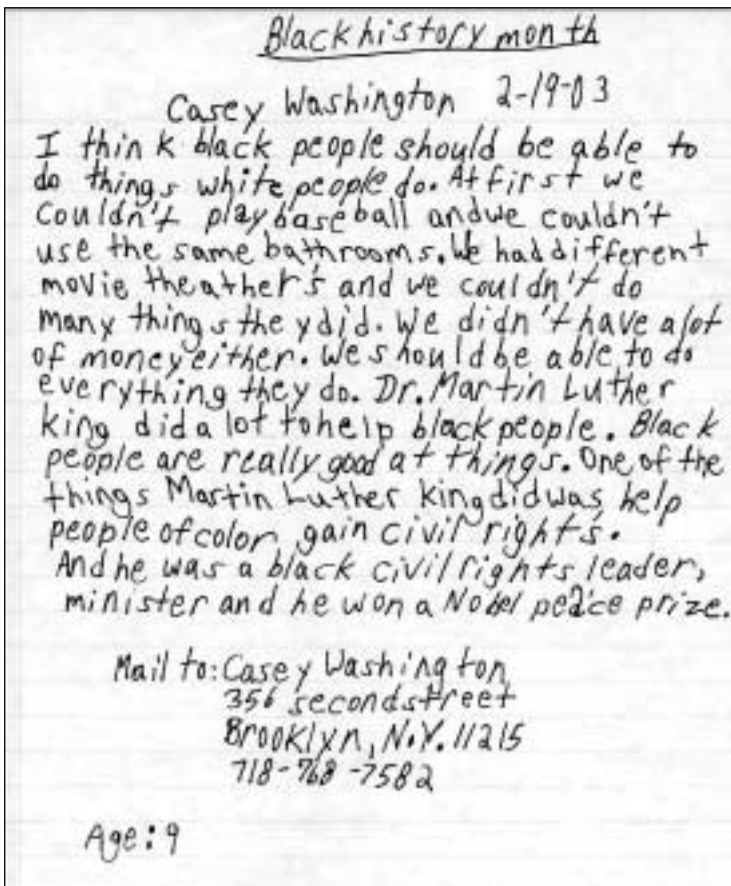 Black history month
Casey Washington 2-19-03
I think black people should be able to
do things white people do. At first we
couldn't play baseball and we couldn't
use the same bathrooms. We had different
movie theather's and we couldn't do
many things they did. We didn't have a lot
of money either. We should be able to do
everything they do. Dr. Martin Luther
king did a lot to help black people. Black
people are really good at things. One of the
things Martin Luther king did was help
people of color gain civil rights.
And he was a black civil rights leader,
minister and he won a Nobel peace prize.
Mail to: Casey Washington
356 second street
Brooklyn, N.Y. 11215
718-768-7582
Age: 9